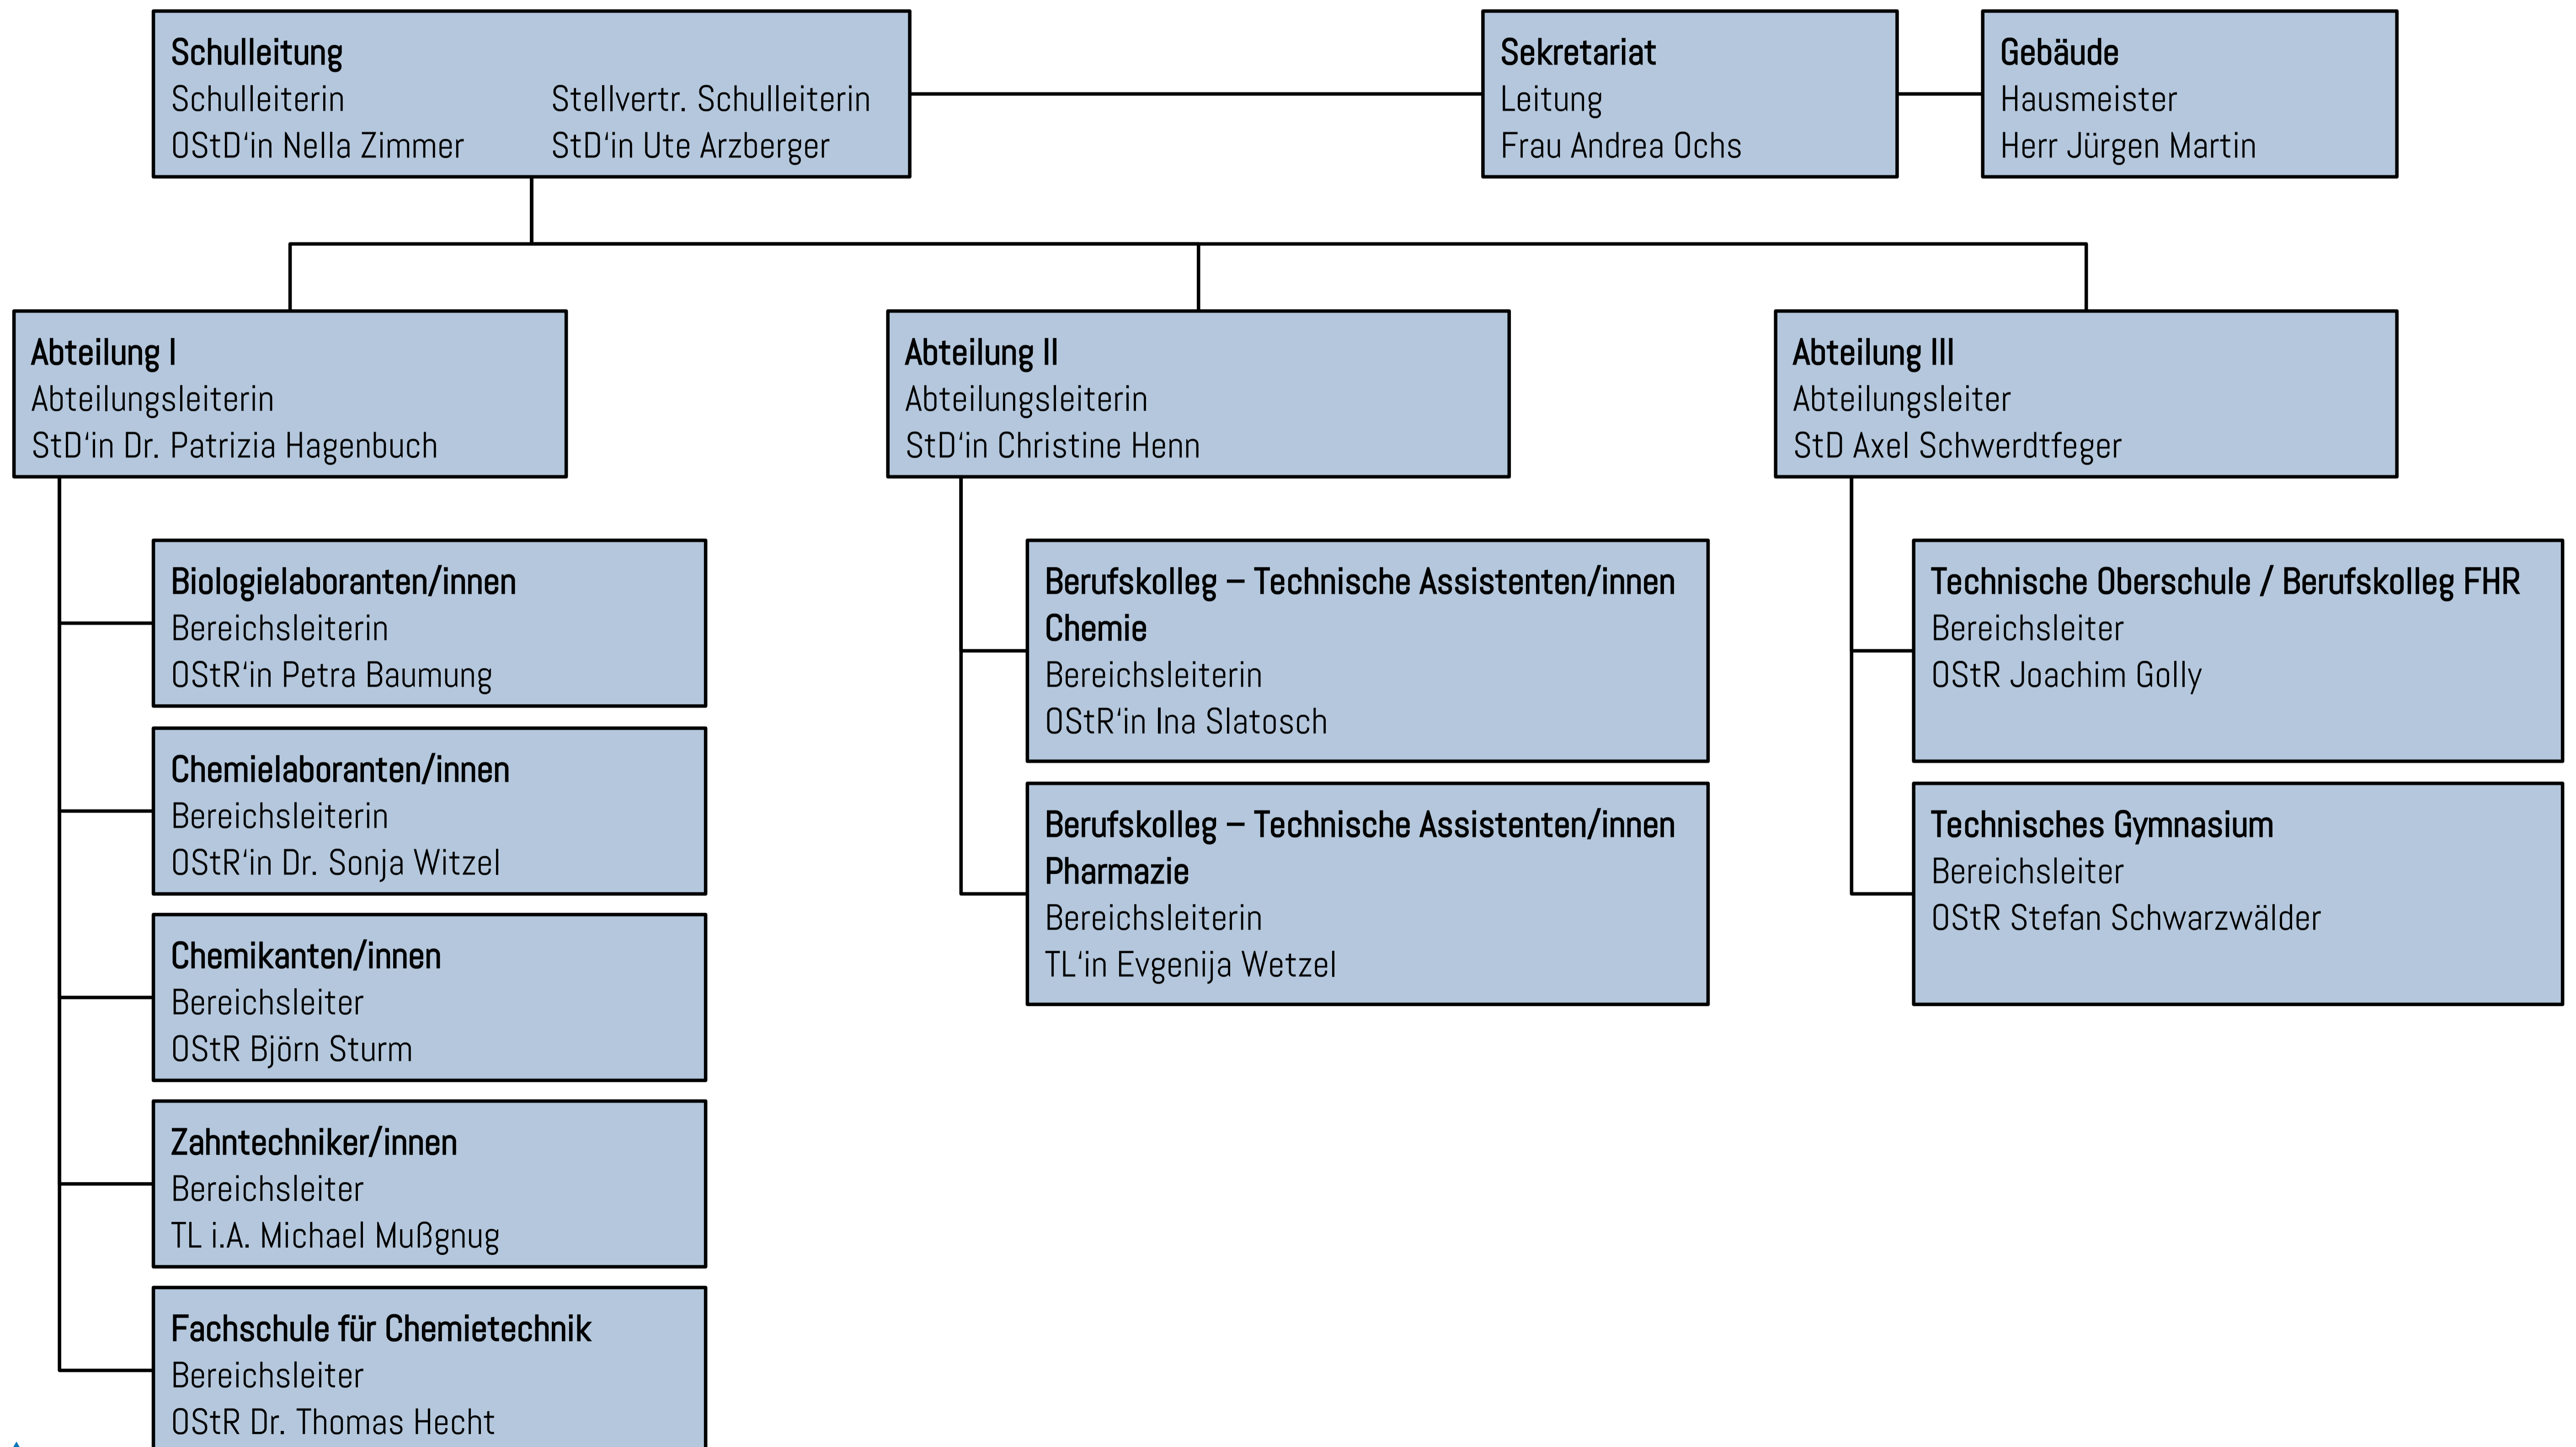 Schulleitung
Schulleiterin Stellvertr. Schulleiterin
OStD‘in Nella Zimmer StD‘in Ute Arzberger
Sekretariat
Leitung
Frau Andrea Ochs
Gebäude
Hausmeister
Herr Jürgen Martin
Abteilung I
Abteilungsleiterin
StD‘in Dr. Patrizia Hagenbuch
Biologielaboranten/innen
Bereichsleiterin
OStR‘in Petra Baumung
Chemielaboranten/innen
Bereichsleiterin
OStR‘in Dr. Sonja Witzel
Chemikanten/innen
Bereichsleiter
OStR Björn Sturm
Zahntechniker/innen
Bereichsleiter
TL i.A. Michael Mußgnug
Fachschule für Chemietechnik
Bereichsleiter
OStR Dr. Thomas Hecht
Abteilung II
Abteilungsleiterin
StD‘in Christine Henn
Berufskolleg – Technische Assistenten/innen
Chemie
Bereichsleiterin
OStR‘in Ina Slatosch
Berufskolleg – Technische Assistenten/innen
Pharmazie
Bereichsleiterin
TL‘in Evgenija Wetzel
Abteilung III
Abteilungsleiter
StD Axel Schwerdtfeger
Technische Oberschule / Berufskolleg FHR
Bereichsleiter
OStR Joachim Golly
Technisches Gymnasium
Bereichsleiter
OStR Stefan Schwarzwälder